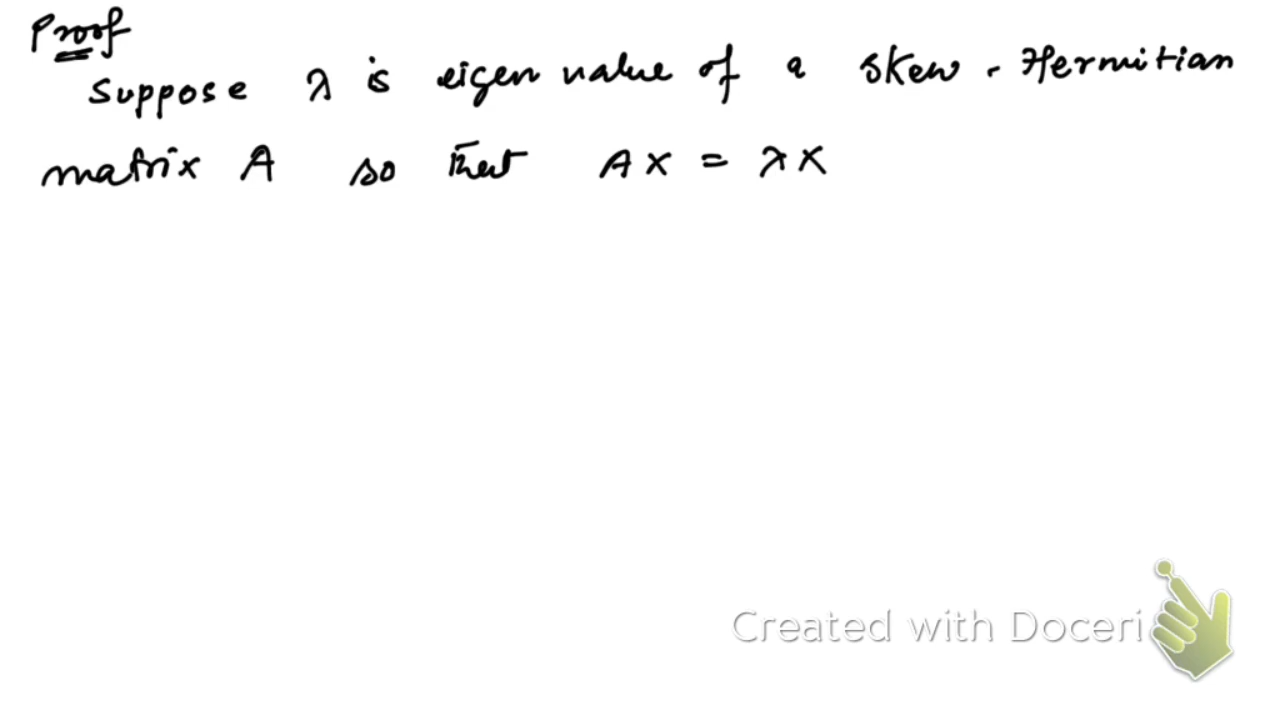 Proof
Suppose λ is eigen value of a skew-Hermitian
matrix A so that AX = λX
Created with Doceri